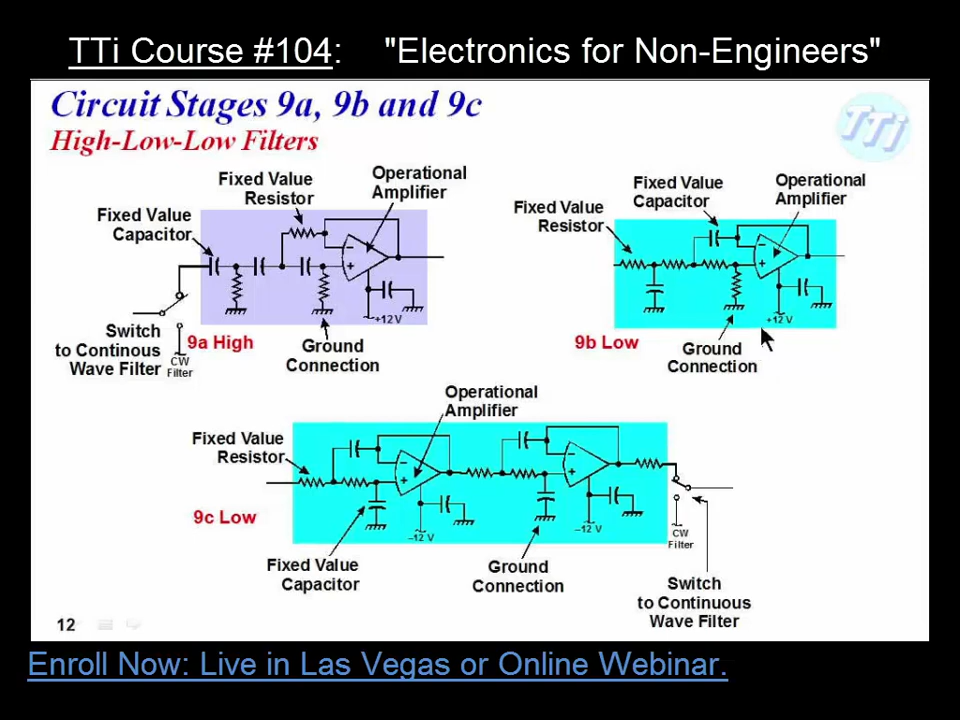 TTi Course #104: "Electronics for Non-Engineers"
Circuit Stages 9a, 9b and 9c
High-Low-Low Filters
TTi
Fixed Value
Resistor
Operational
Amplifier
Fixed Value
Capacitor
+12 V
Switch
to Continous
Wave Filter
CW
Filter
9a High
Ground
Connection
Fixed Value
Resistor
Fixed Value
Capacitor
Operational
Amplifier
+12 V
9b Low
Ground
Connection
Operational
Amplifier
Fixed Value
Resistor
9c Low
–12 V
–12 V
CW
Filter
Fixed Value
Capacitor
Ground
Connection
Switch
to Continuous
Wave Filter
12
Enroll Now: Live in Las Vegas or Online Webinar.